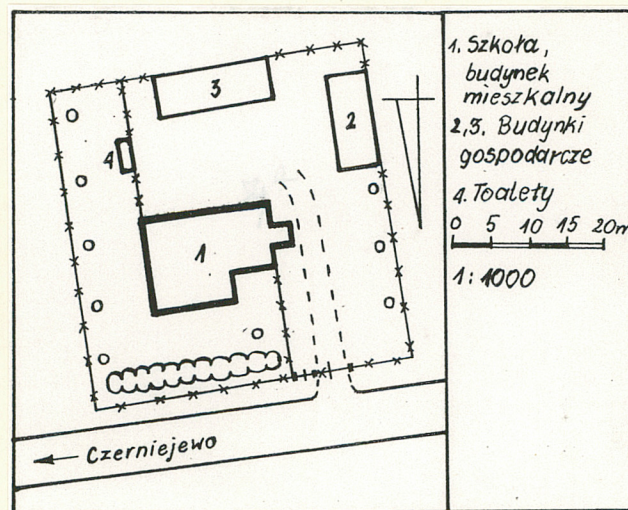 3
2
4
1
Czerniejewo
1. Szkoła,
budynek
mieszkalny
2,3. Budynki
gospodarcze
4. Toalety
0 5 10 15 20m
1:1000